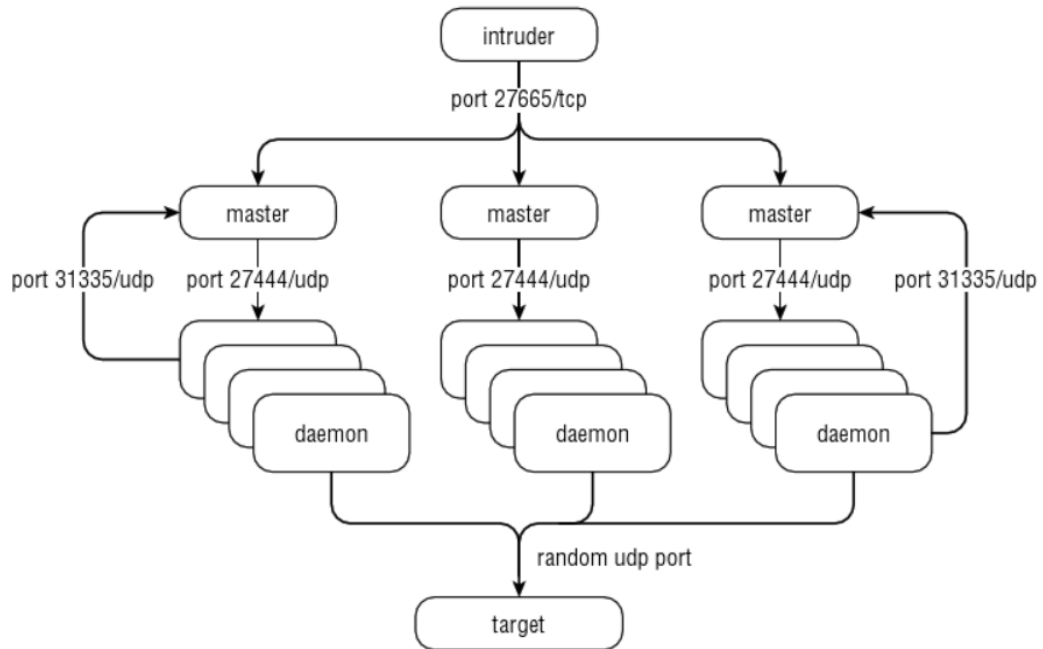 intruder
port 27665/tcp
master
master
master
port 31335/udp
port 27444/udp
port 27444/udp
port 27444/udp
port 31335/udp
daemon
daemon
daemon
random udp port
target